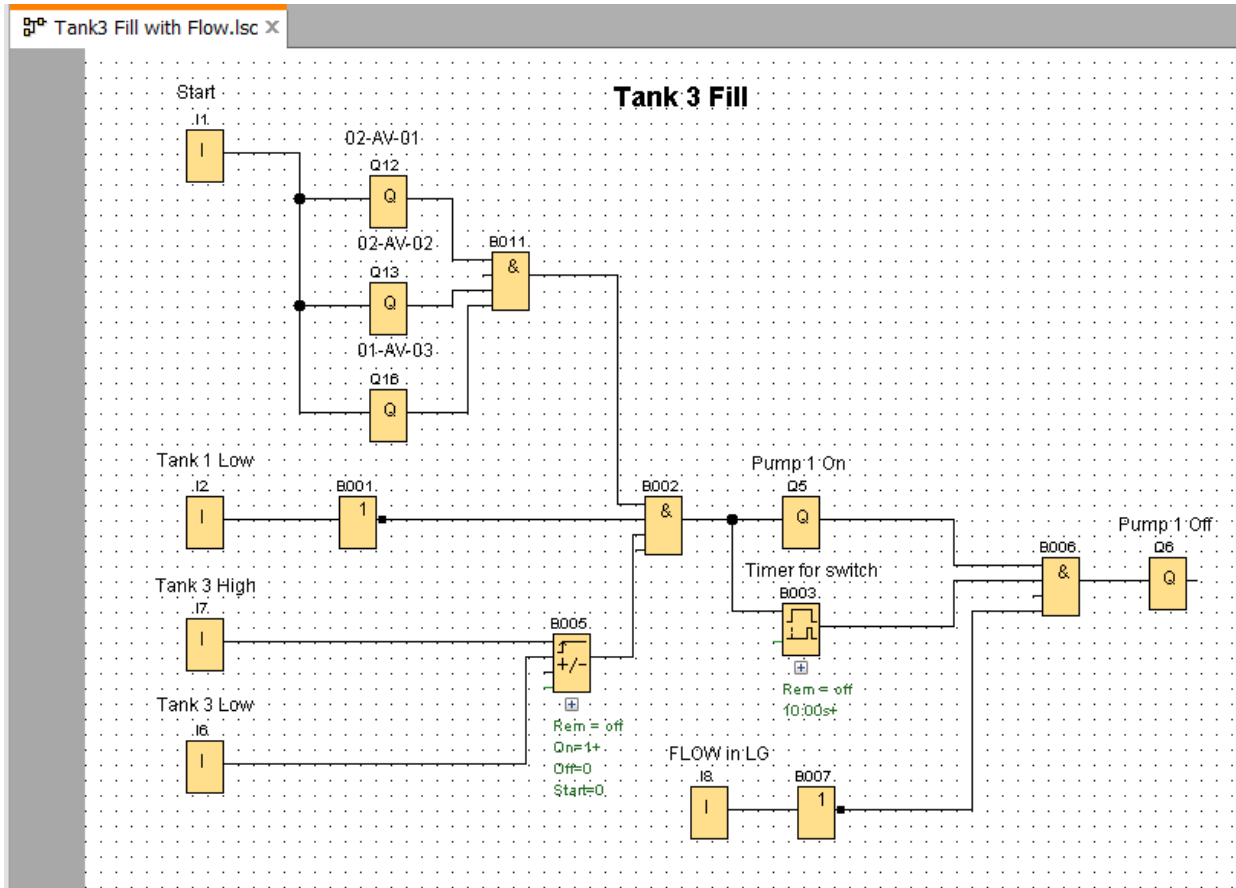 Tank3 Fill with Flow.lsc
Tank 3 Fill
Start
I1
I
02-AV-01
Q12
Q
02-AV-02
Q13
Q
B011
&
01-AV-03
Q16
Q
Tank 1 Low
I2
I
B001
1
B002
&
Pump 1 On
Q5
Q
Pump 1 Off
Q6
Q
B006
&
Timer for switch
B003
Rem = off
10:00s+
Tank 3 High
I7
I
B005
+/-
Rem = off
On=1+
Off=0
Start=0
Tank 3 Low
I6
I
FLOW in LG
I8
I
B007
1